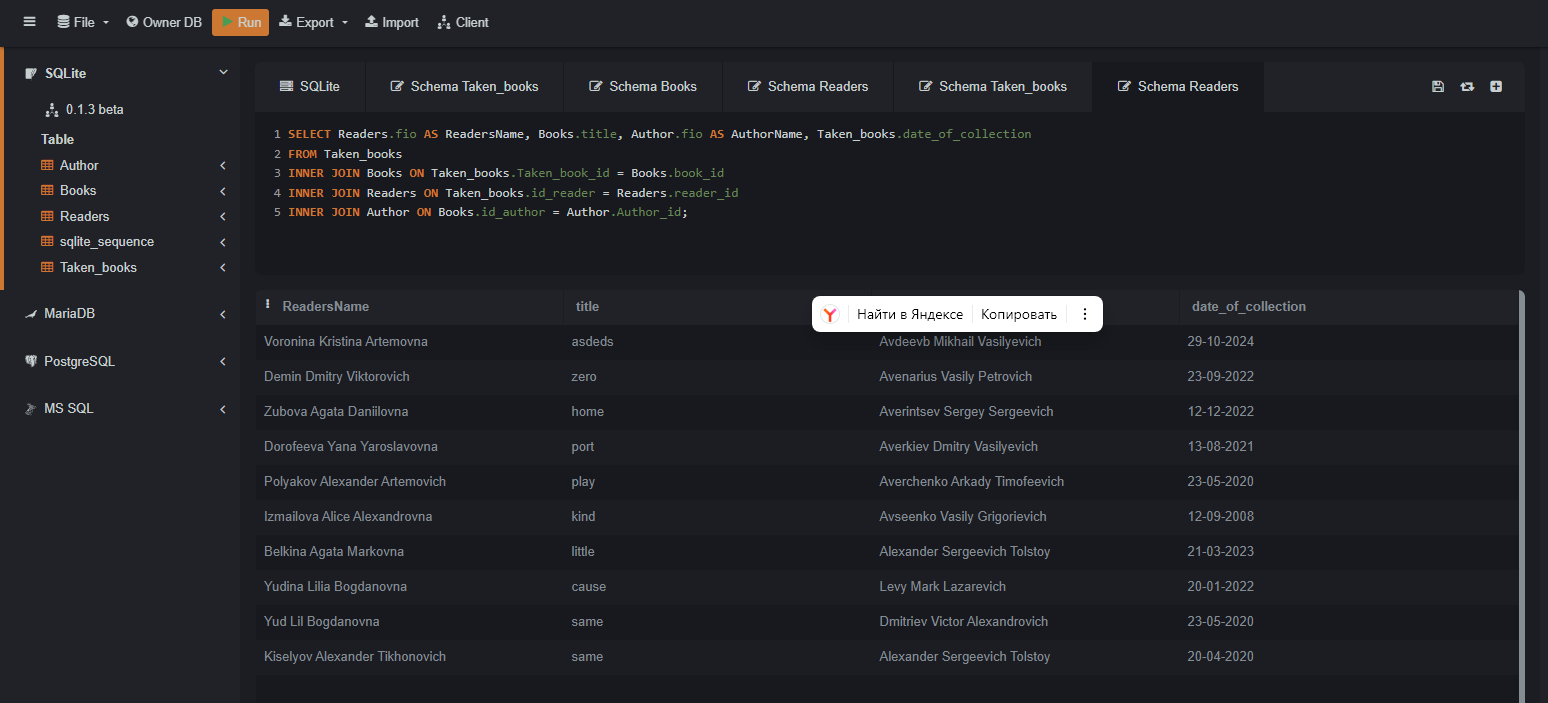 File Owner DB Run Export Import Client
SQLite
0.1.3 beta
Table
Author
Books
Readers
sqlite_sequence
Taken_books
MariaDB
PostgreSQL
MS SQL
SQLite Schema Taken_books Schema Books Schema Readers Schema Taken_books Schema Readers
1 SELECT Readers.fio AS ReadersName, Books.title, Author.fio AS AuthorName, Taken_books.date_of_collection
2 FROM Taken_books
3 INNER JOIN Books ON Taken_books.Taken_book_id = Books.book_id
4 INNER JOIN Readers ON Taken_books.id_reader = Readers.reader_id
5 INNER JOIN Author ON Books.id_author = Author.Author_id;
ReadersName title date_of_collection
Найти в Яндексе Копировать
Voronina Kristina Artemovna asdeds Avdeevb Mikhail Vasilyevich 29-10-2024
Demin Dmitry Viktorovich zero Avenarius Vasily Petrovich 23-09-2022
Zubova Agata Daniilovna home Averintsev Sergey Sergeevich 12-12-2022
Dorofeeva Yana Yaroslavovna port Averkiev Dmitry Vasilyevich 13-08-2021
Polyakov Alexander Artemovich play Averchenko Arkady Timofeevich 23-05-2020
Izmailova Alice Alexandrovna kind Avseenko Vasily Grigorievich 12-09-2008
Belkina Agata Markovna little Alexander Sergeevich Tolstoy 21-03-2023
Yudina Lilia Bogdanovna cause Levy Mark Lazarevich 20-01-2022
Yud Lil Bogdanovna same Dmitriev Victor Alexandrovich 23-05-2020
Kiselyov Alexander Tikhonovich same Alexander Sergeevich Tolstoy 20-04-2020